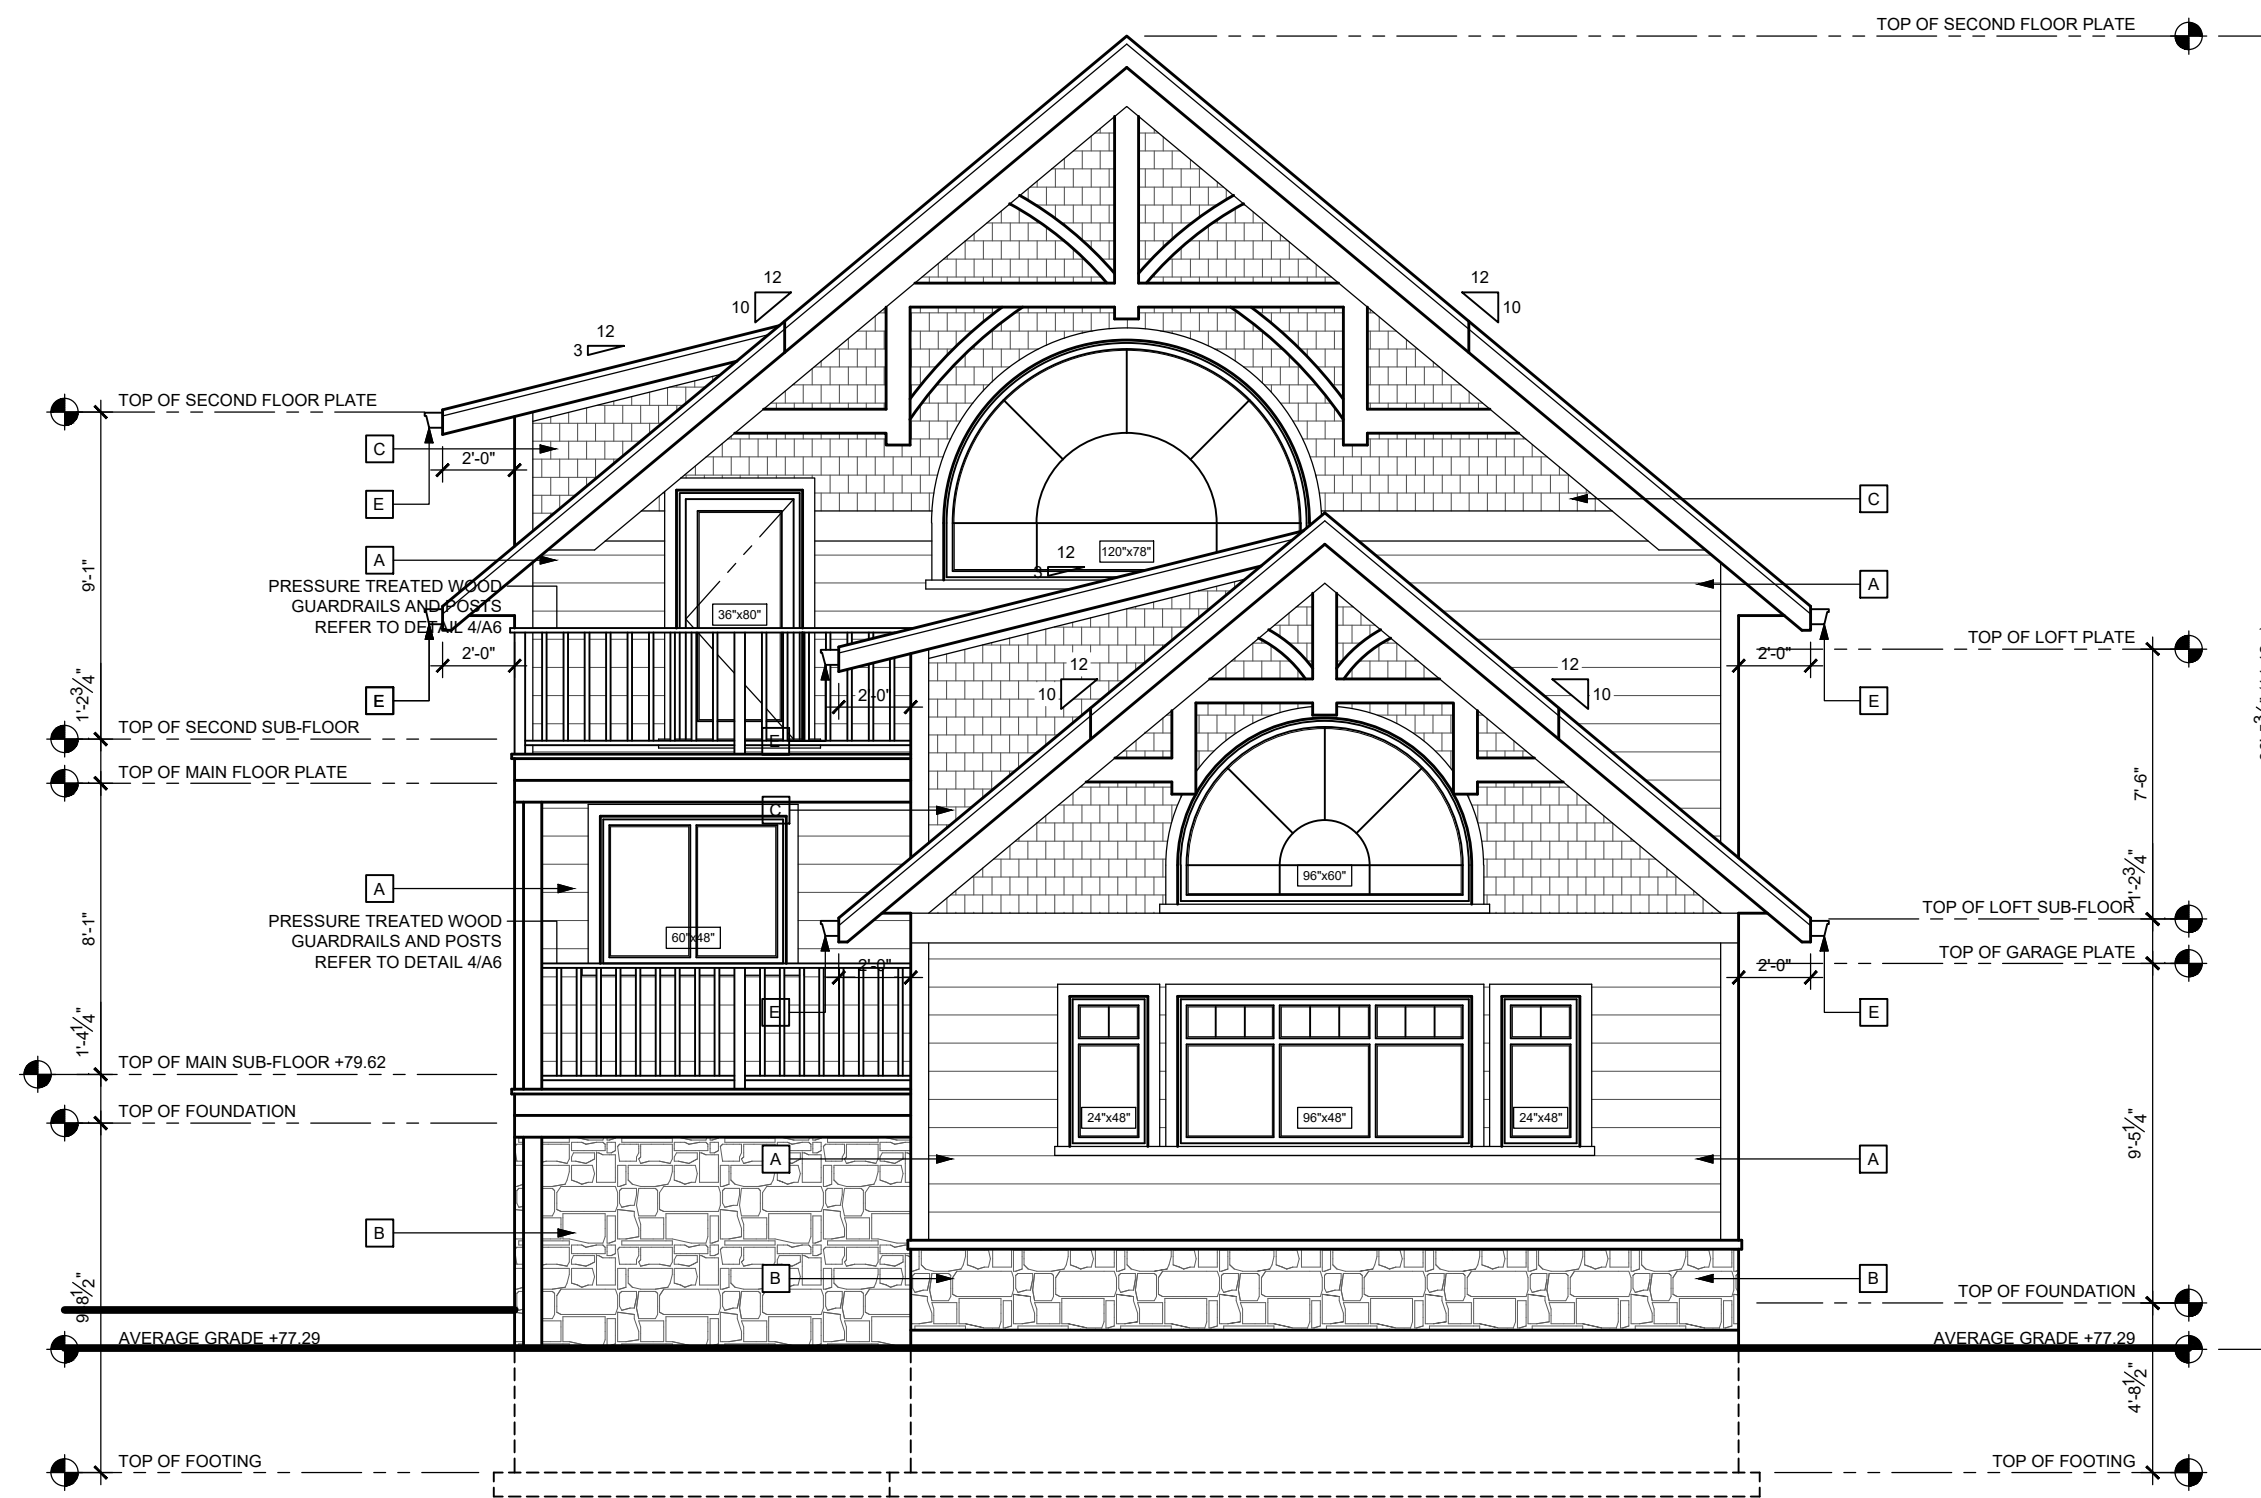 TOP OF SECOND FLOOR PLATE
12
10
12
10
12
3
TOP OF SECOND FLOOR PLATE
C
2'-0"
E
C
A
9'-1"
PRESSURE TREATED WOOD
GUARDRAILS AND POSTS
REFER TO DETAIL 4/A6
36"x80"
120"x78"
12
3
A
TOP OF LOFT PLATE
2'-0"
2'-0"
E
1'-2¾"
2'-0"
12
10
12
10
E
TOP OF SECOND SUB-FLOOR
E
TOP OF MAIN FLOOR PLATE
7'-6"
C
A
96"x60"
1'-2¾"
8'-1"
PRESSURE TREATED WOOD
GUARDRAILS AND POSTS
REFER TO DETAIL 4/A6
60"x48"
TOP OF LOFT SUB-FLOOR
TOP OF GARAGE PLATE
2'-0"
2'-0"
E
E
1'-4¼"
TOP OF MAIN SUB-FLOOR +79.62
TOP OF FOUNDATION
24"x48"
96"x48"
24"x48"
9'-5¼"
A
A
B
B
B
9'-8½"
TOP OF FOUNDATION
AVERAGE GRADE +77.29
AVERAGE GRADE +77.29
4'-8½"
TOP OF FOOTING
TOP OF FOOTING